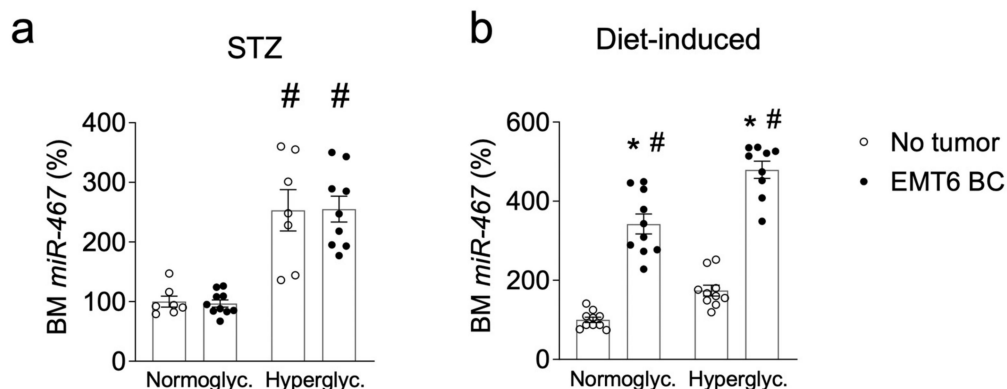 a
STZ
# #
BM miR-467 (%)
400
300
200
100
0
Normoglyc. Hyperglyc.
b
Diet-induced
* # * #
BM miR-467 (%)
600
400
200
0
Normoglyc. Hyperglyc.
No tumor
EMT6 BC